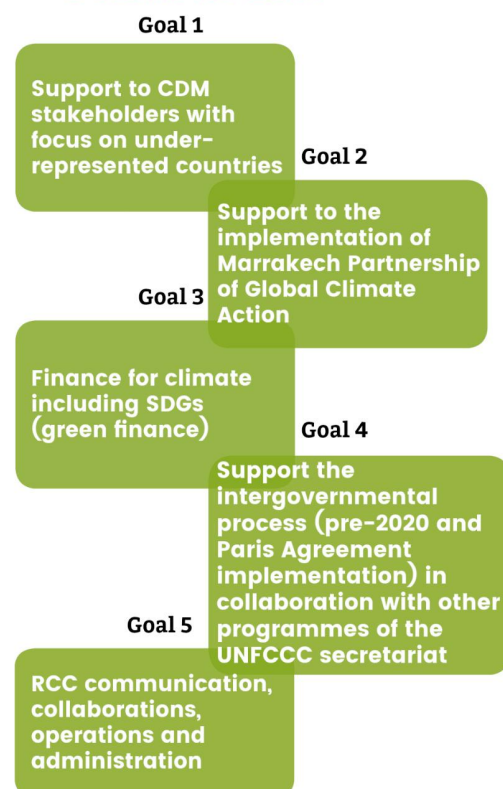 Goal 1
Support to CDM
stakeholders with
focus on under-
represented countries
Goal 2
Support to the
implementation of
Marrakech Partnership
of Global Climate
Action
Goal 3
Finance for climate
including SDGs
(green finance)
Goal 4
Support the
intergovernmental
process (pre-2020 and
Paris Agreement
implementation) in
collaboration with other
programmes of the
UNFCCC secretariat
Goal 5
RCC communication,
collaborations,
operations and
administration